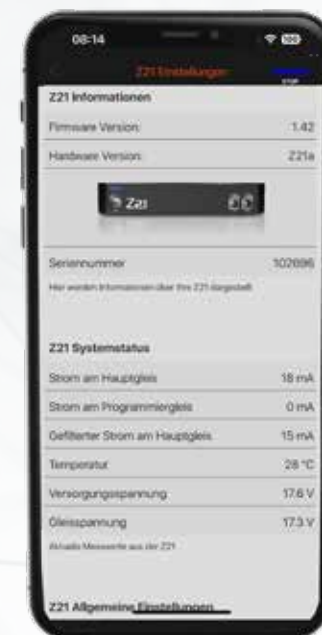 08:14
100
Z21 Einstellungen
STOP
Z21 Informationen
Firmware Version: 1.42
Hardware Version: Z21a
Z21
Seriennummer 102696
Hier werden Informationen über Ihre Z21 dargestellt
Z21 Systemstatus
Strom am Hauptgleis 18 mA
Strom am Programmiergleis 0 mA
Gefilterter Strom am Hauptgleis 15 mA
Temperatur 28 °C
Versorgungsspannung 17.6 V
Gleisspannung 17.3 V
Aktuelle Messwerte aus der Z21
Z21 Allgemeine Einstellungen